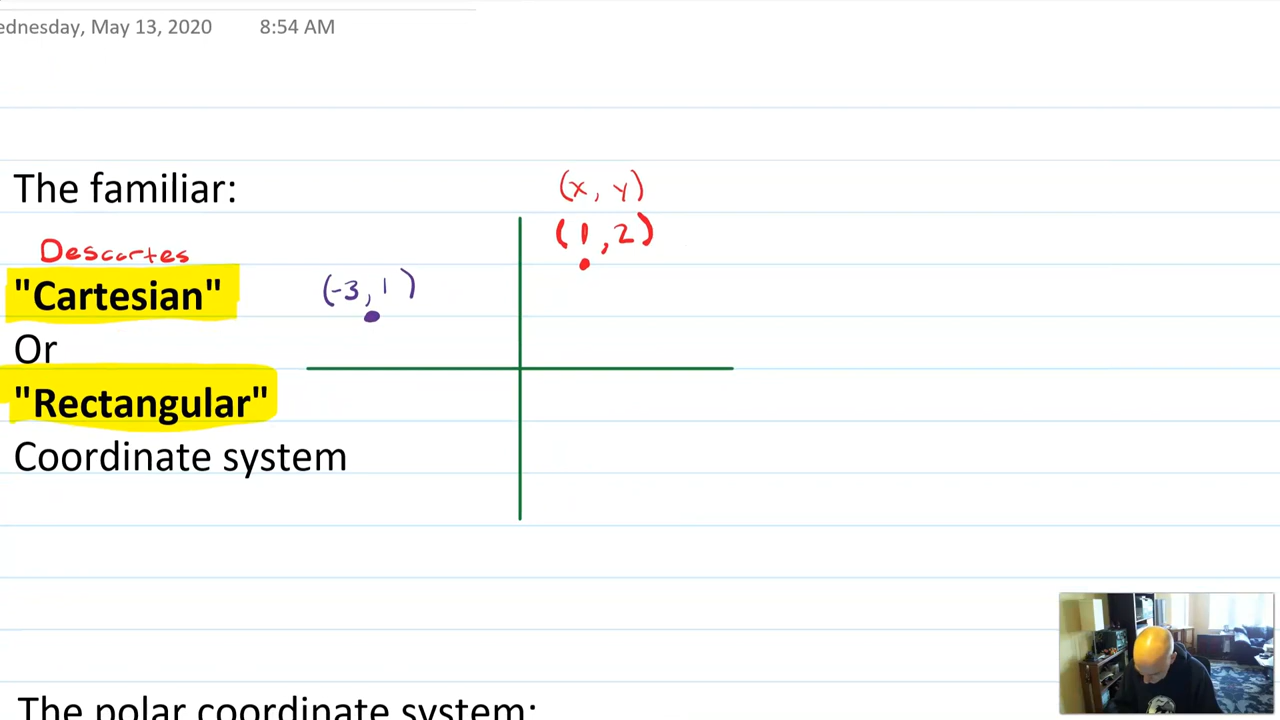 ednesday, May 13, 2020 8:54 AM
The familiar:
(x, y)
(1, 2)
Descartes
"Cartesian"
(-3, 1)
Or
"Rectangular"
Coordinate system
The polar coordinate system: